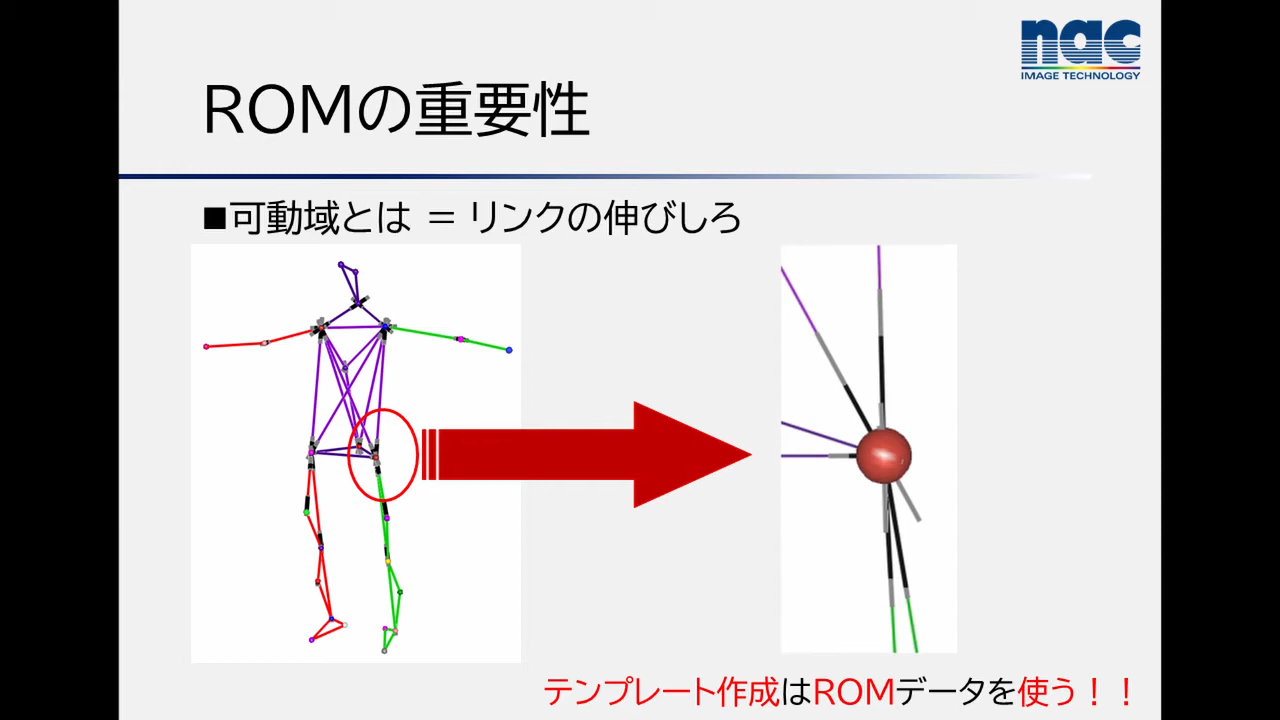 nac
IMAGE TECHNOLOGY
ROMの重要性
■可動域とは = リンクの伸びしろ
テンプレート作成はROMデータを使う!!